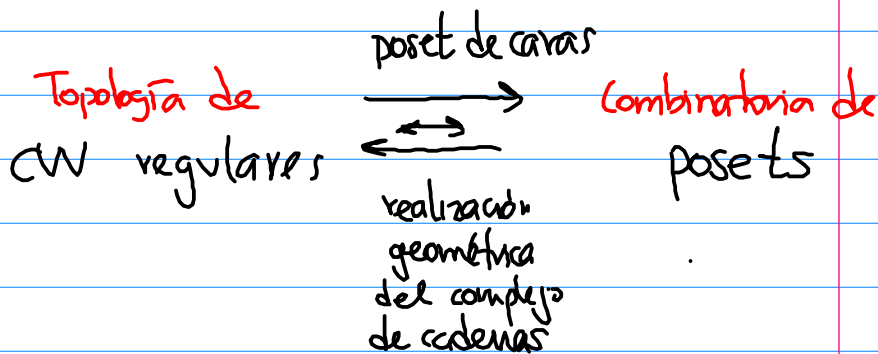 poset de caras
Topología de
Combinatoria de
CW regulares
posets
realización
geométrica
del complejo
de cadenas